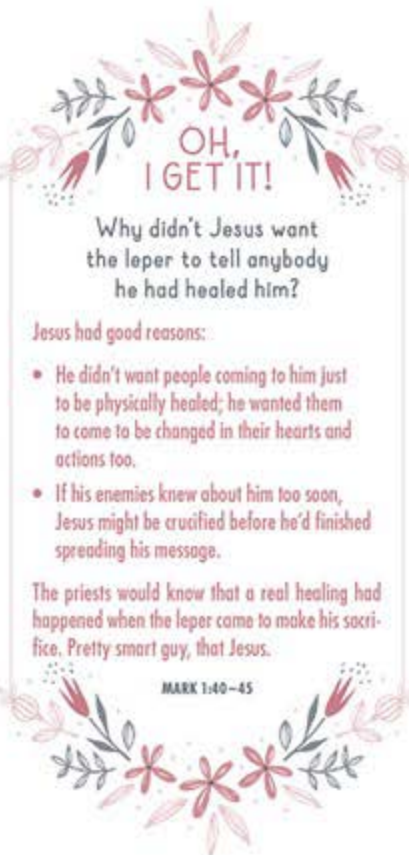 OH,
I GET IT!
Why didn't Jesus want
the leper to tell anybody
he had healed him?
Jesus had good reasons:
• He didn't want people coming to him just
to be physically healed; he wanted them
to come to be changed in their hearts and
actions too.
• If his enemies knew about him too soon,
Jesus might be crucified before he'd finished
spreading his message.
The priests would know that a real healing had
happened when the leper came to make his sacri-
fice. Pretty smart guy, that Jesus.
MARK 1:40–45